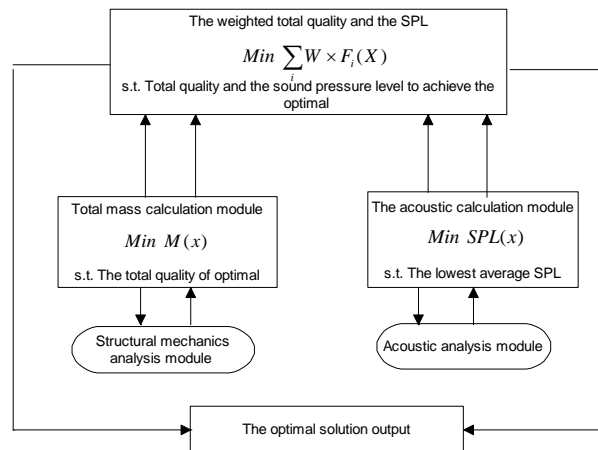 The weighted total quality and the SPL
Min ∑ W × F_i(X)
i
s.t. Total quality and the sound pressure level to achieve the
optimal
Total mass calculation module
Min M(x)
s.t. The total quality of optimal
The acoustic calculation module
Min SPL(x)
s.t. The lowest average SPL
Structural mechanics
analysis module
Acoustic analysis module
The optimal solution output